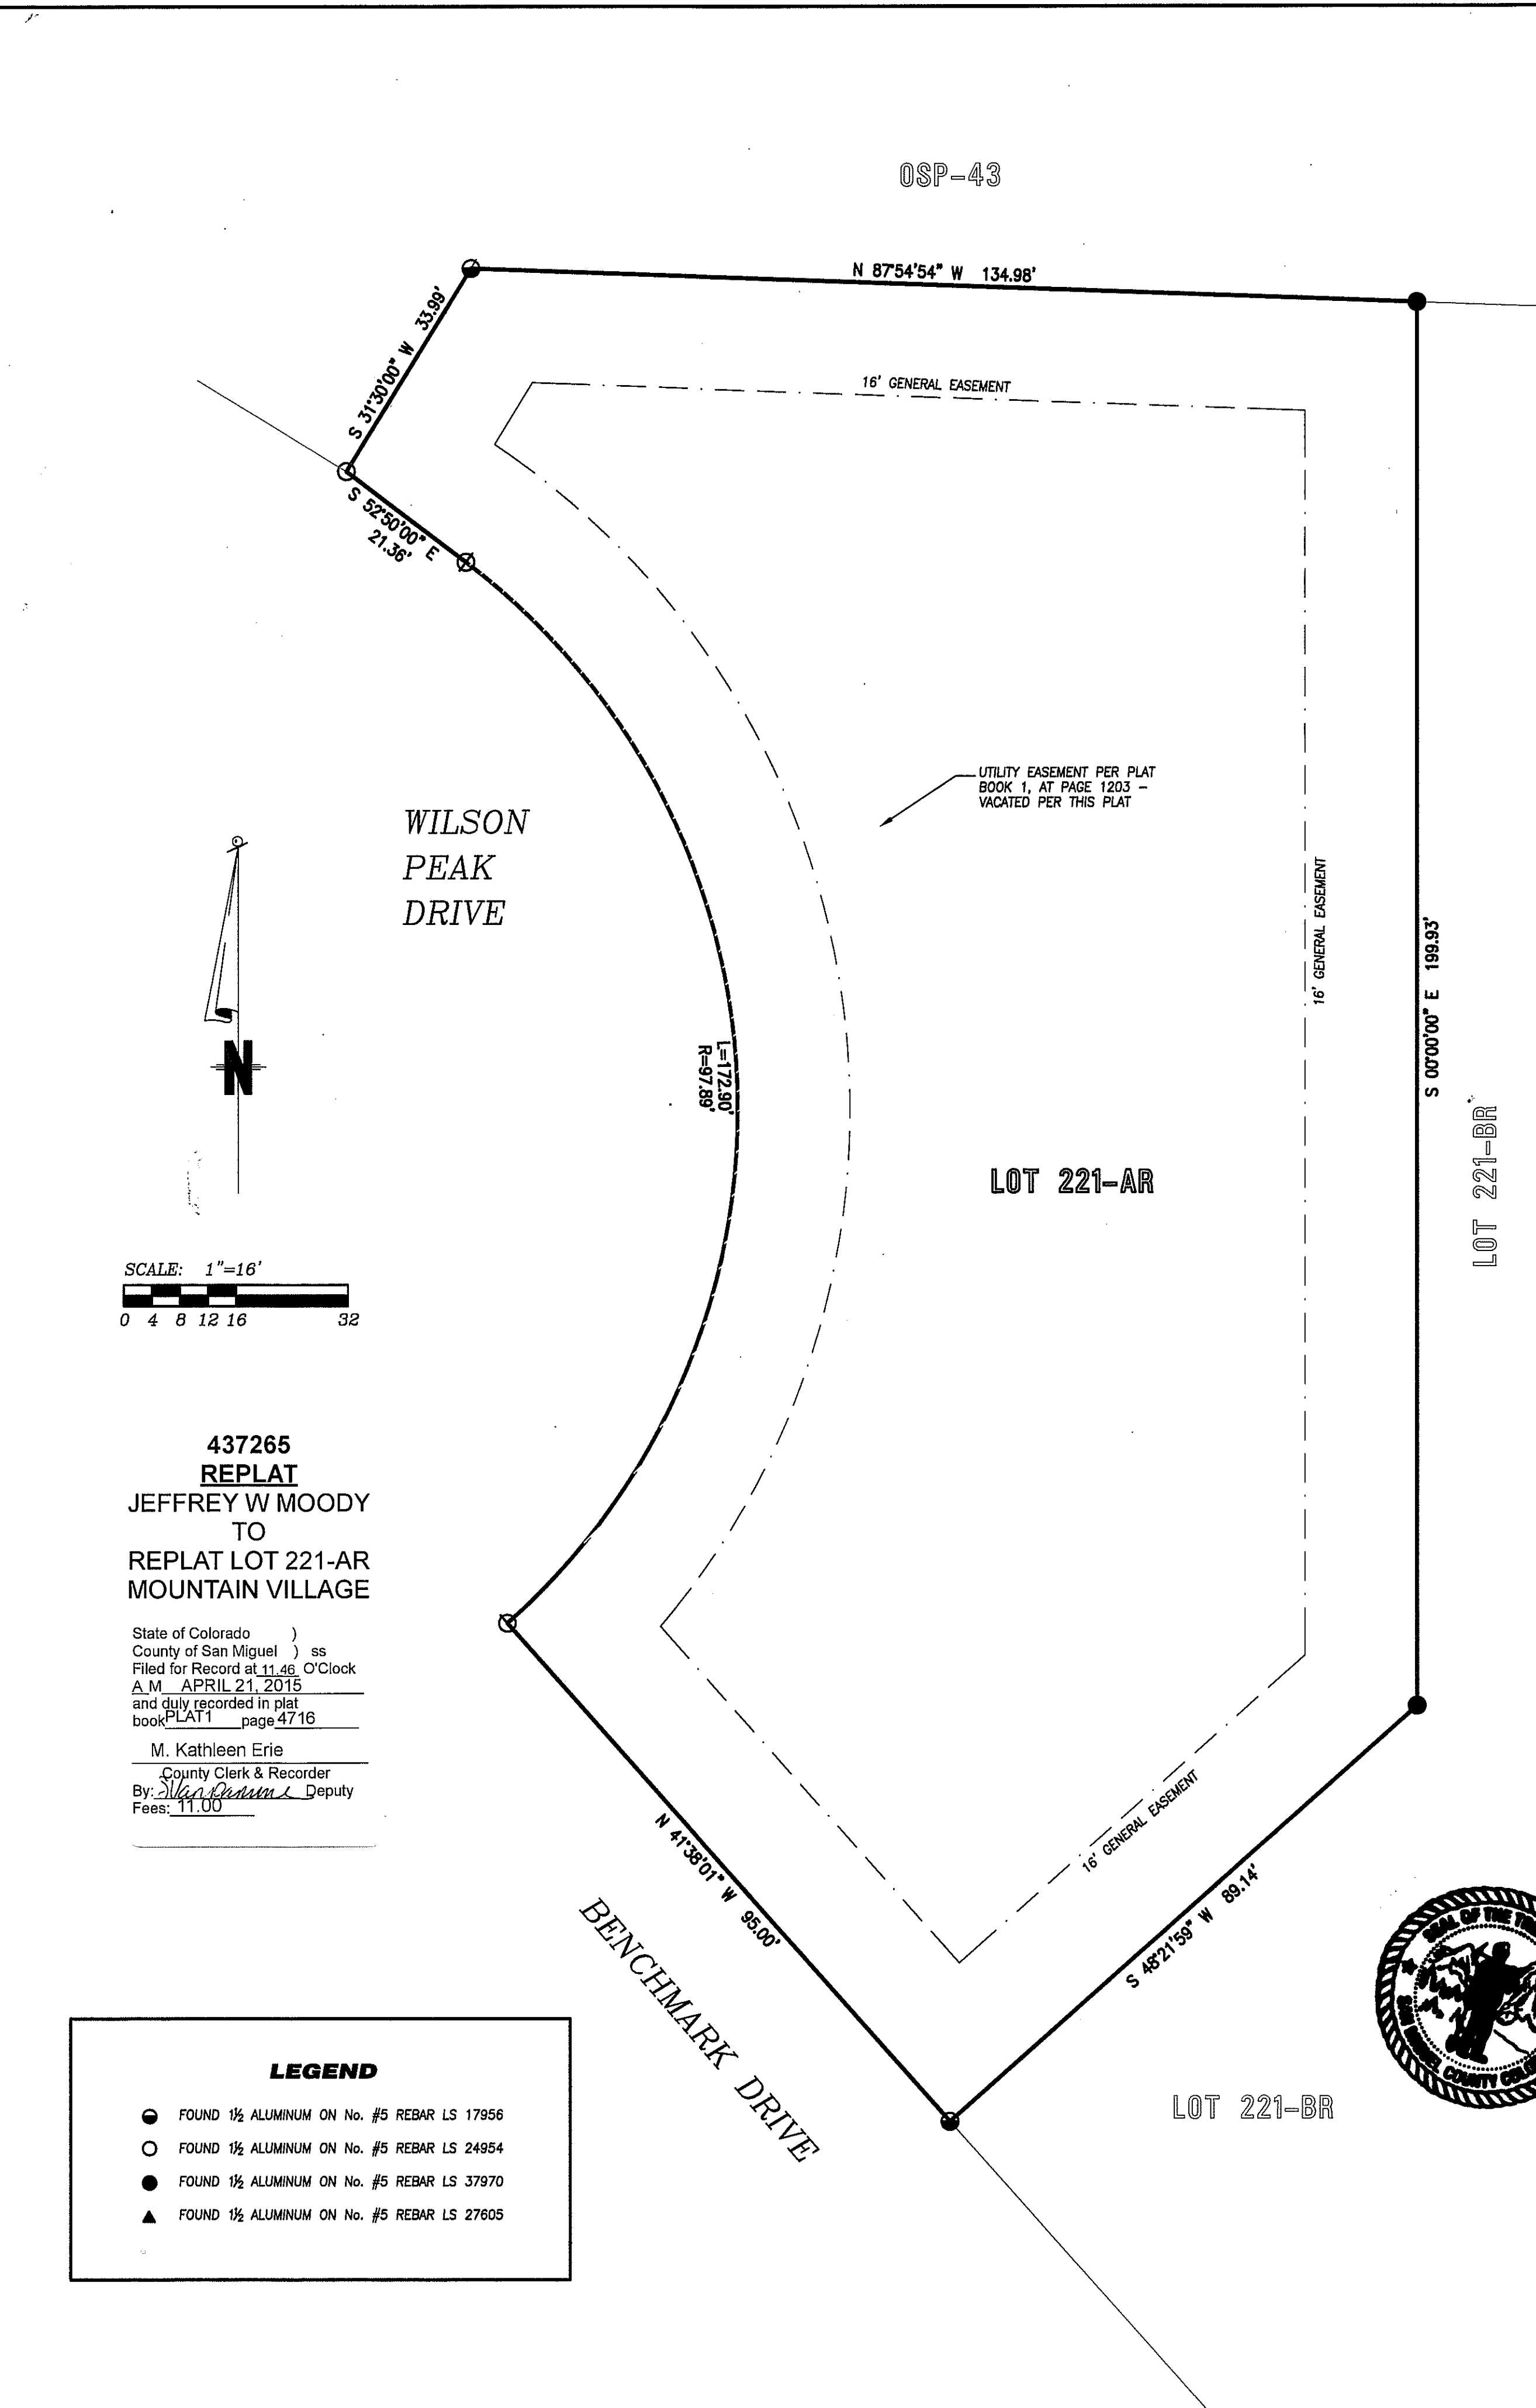 OSP-43
N 87°54'54" W 134.98'
S 31°30'00" W 33.99'
16' GENERAL EASEMENT
S 52°50'00" E
21.36'
UTILITY EASEMENT PER PLAT
BOOK 1, AT PAGE 1203 –
VACATED PER THIS PLAT
WILSON
PEAK
DRIVE
16' GENERAL EASEMENT
S 00°00'00" E 199.93'
L=172.90'
R=97.89'
N
LOT 221-AR
LOT 221-BR
SCALE: 1"=16'
0 4 8 12 16 32
437265
REPLAT
JEFFREY W MOODY
TO
REPLAT LOT 221-AR
MOUNTAIN VILLAGE
State of Colorado )
County of San Miguel ) ss
Filed for Record at 11.46 O'Clock
A M APRIL 21, 2015
and duly recorded in plat
book PLAT1 page 4716
M. Kathleen Erie
County Clerk & Recorder
By: Deputy
Fees: 11.00
16' GENERAL EASEMENT
N 41°38'01" W 95.00'
S 48°21'59" W 89.14'
BENCHMARK DRIVE
SEAL OF THE
SAN MIGUEL COUNTY
LOT 221-BR
LEGEND
FOUND 1½ ALUMINUM ON No. #5 REBAR LS 17956
FOUND 1½ ALUMINUM ON No. #5 REBAR LS 24954
FOUND 1½ ALUMINUM ON No. #5 REBAR LS 37970
FOUND 1½ ALUMINUM ON No. #5 REBAR LS 27605